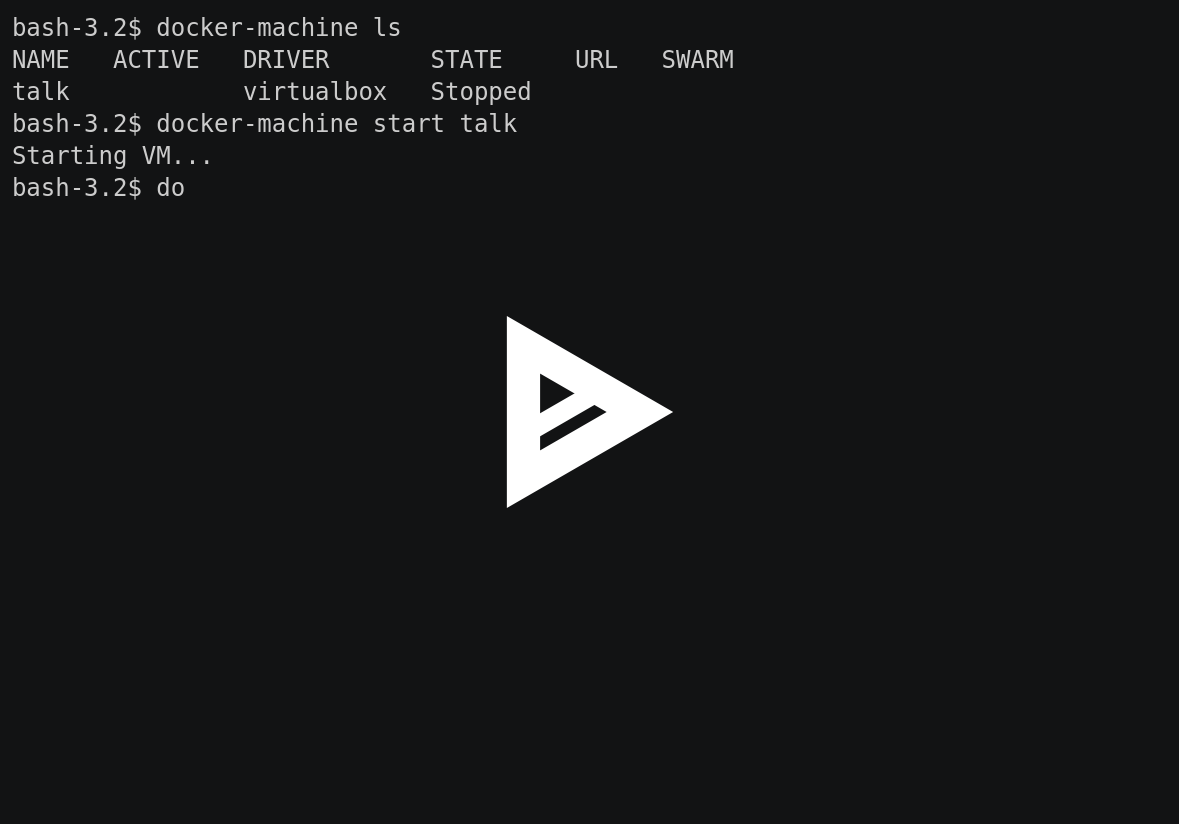 bash-3.2$ docker-machine ls
NAME   ACTIVE   DRIVER       STATE     URL   SWARM
talk            virtualbox   Stopped
bash-3.2$ docker-machine start talk
Starting VM...
bash-3.2$ do